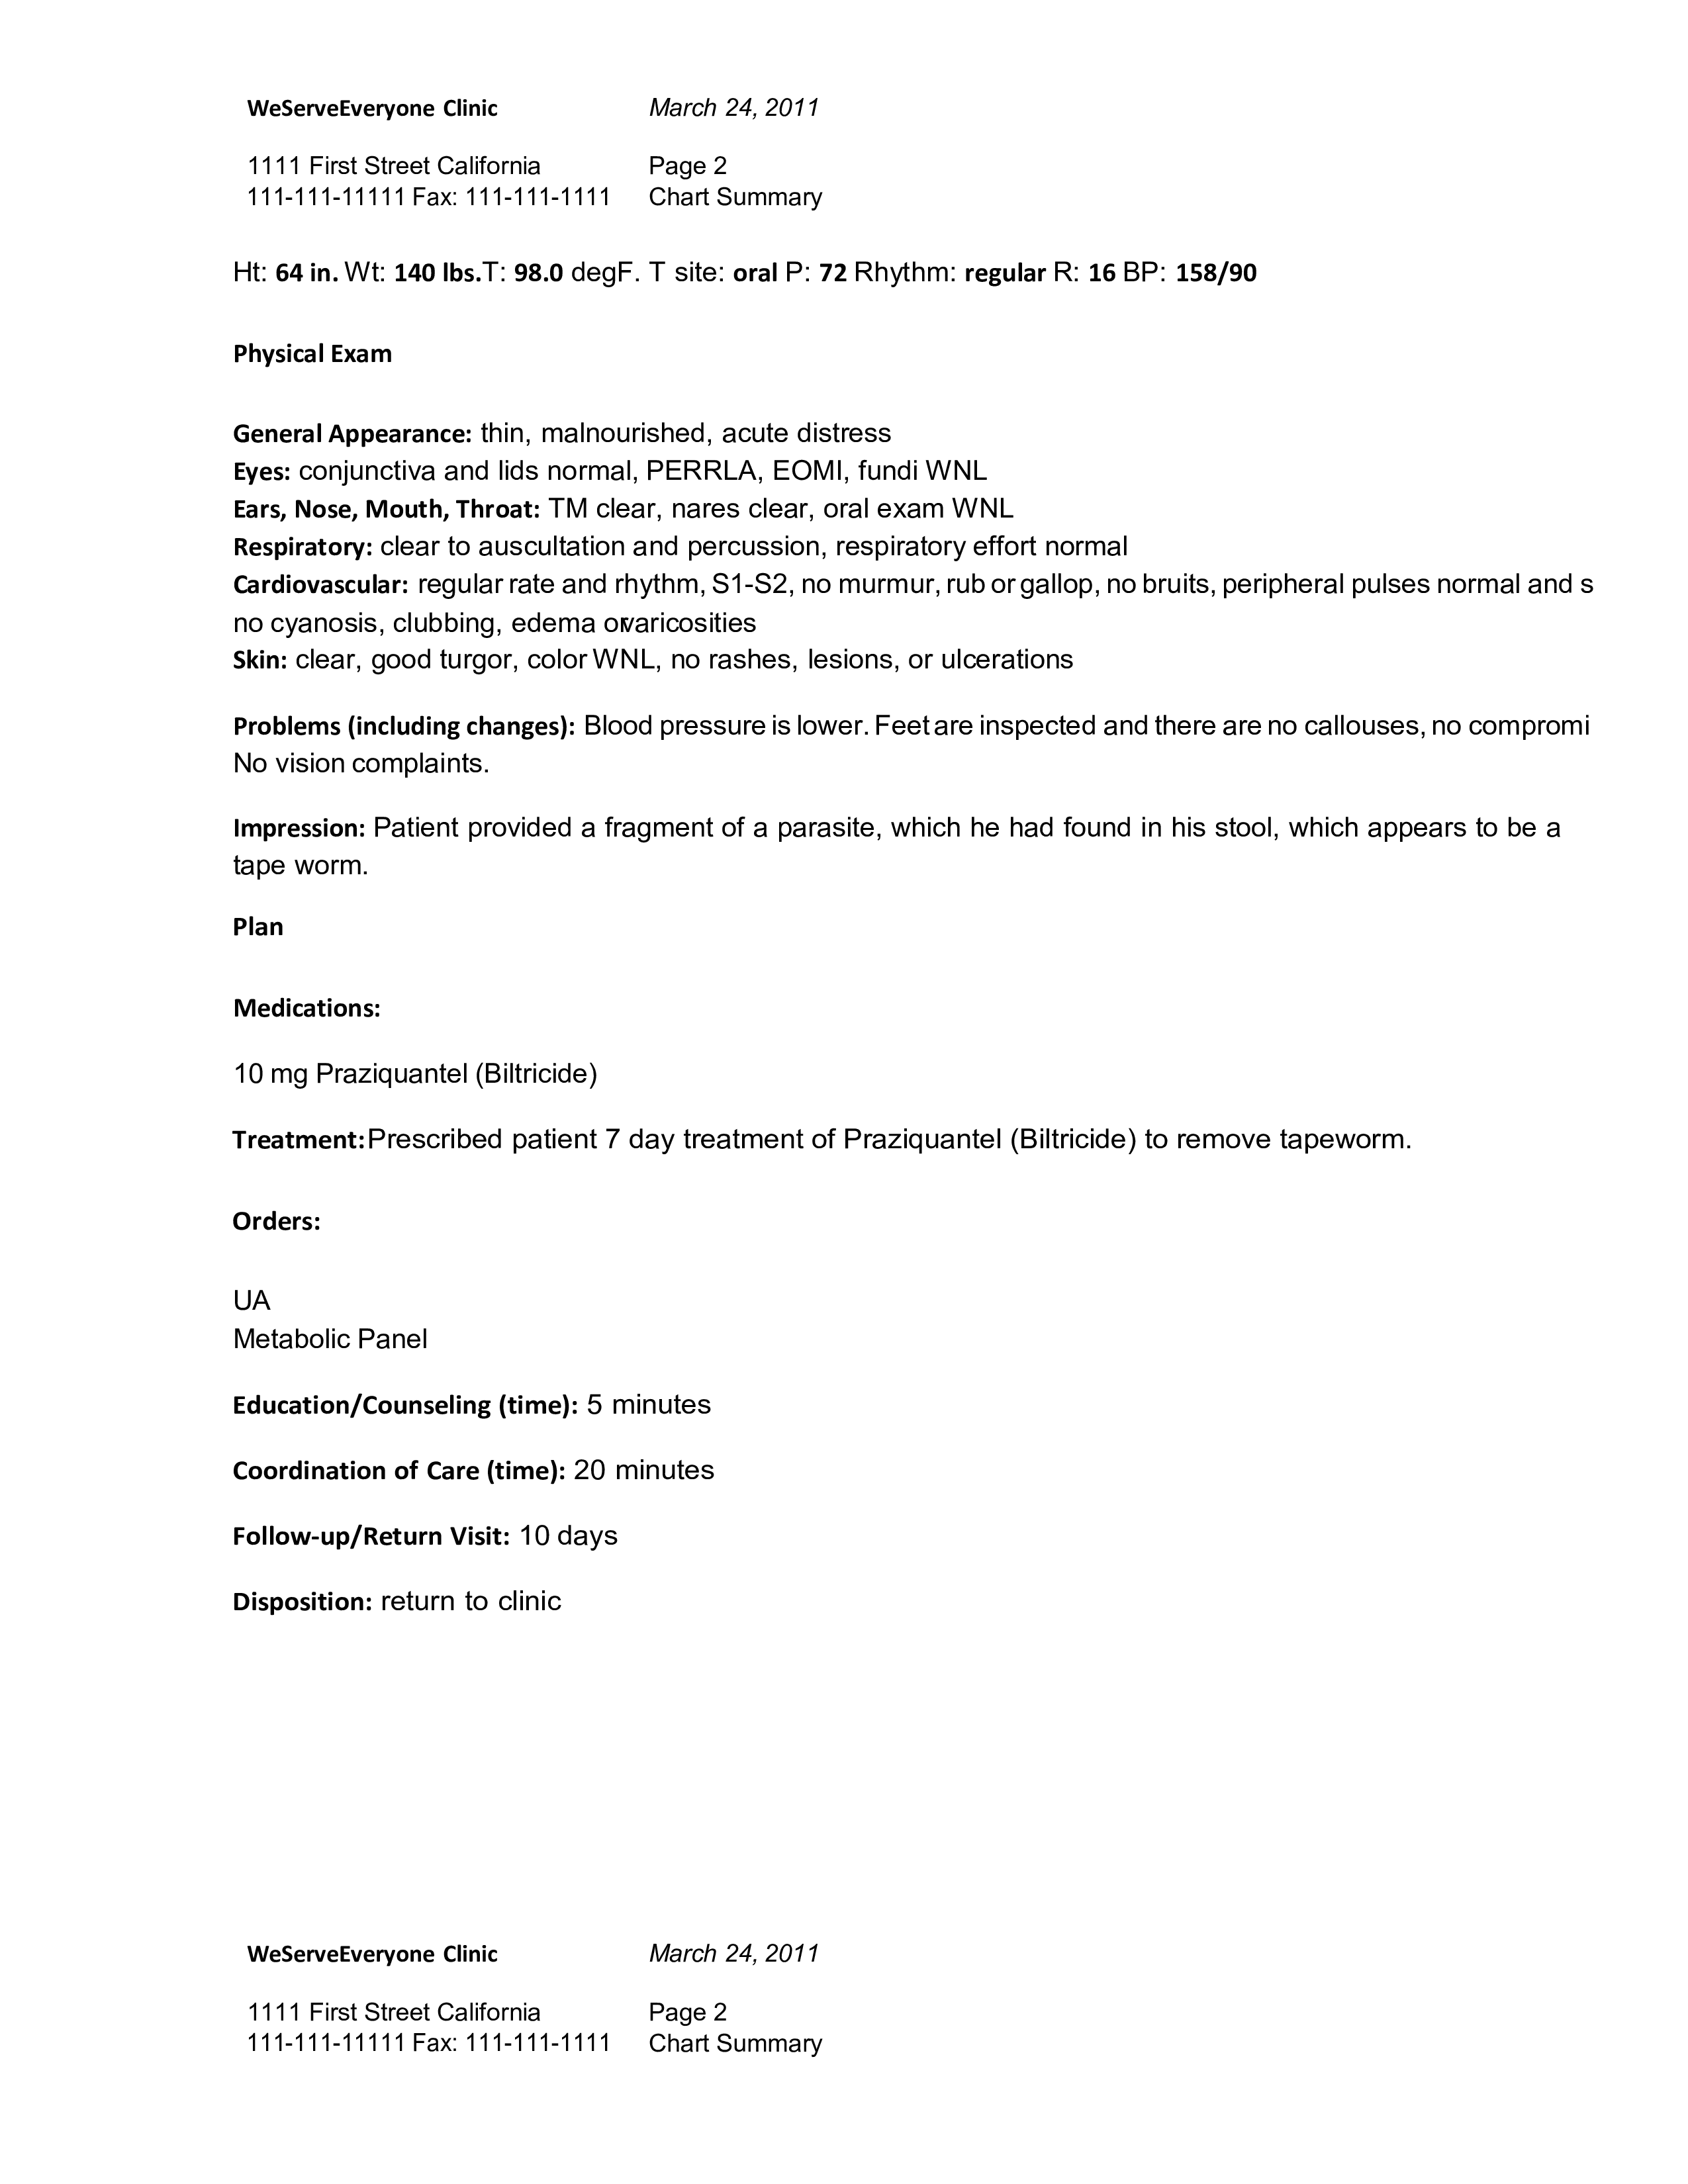 WeServeEveryone Clinic March 24, 2011
1111 First Street California Page 2
111-111-11111 Fax: 111-111-1111 Chart Summary
Ht: 64 in. Wt: 140 lbs.T: 98.0 degF. T site: oral P: 72 Rhythm: regular R: 16 BP: 158/90
Physical Exam
General Appearance: thin, malnourished, acute distress
Eyes: conjunctiva and lids normal, PERRLA, EOMI, fundi WNL
Ears, Nose, Mouth, Throat: TM clear, nares clear, oral exam WNL
Respiratory: clear to auscultation and percussion, respiratory effort normal
Cardiovascular: regular rate and rhythm, S1-S2, no murmur, rub or gallop, no bruits, peripheral pulses normal and s
no cyanosis, clubbing, edema or varicosities
Skin: clear, good turgor, color WNL, no rashes, lesions, or ulcerations
Problems (including changes): Blood pressure is lower. Feet are inspected and there are no callouses, no compromi
No vision complaints.
Impression: Patient provided a fragment of a parasite, which he had found in his stool, which appears to be a
tape worm.
Plan
Medications:
10 mg Praziquantel (Biltricide)
Treatment: Prescribed patient 7 day treatment of Praziquantel (Biltricide) to remove tapeworm.
Orders:
UA
Metabolic Panel
Education/Counseling (time): 5 minutes
Coordination of Care (time): 20 minutes
Follow-up/Return Visit: 10 days
Disposition: return to clinic
WeServeEveryone Clinic March 24, 2011
1111 First Street California Page 2
111-111-11111 Fax: 111-111-1111 Chart Summary